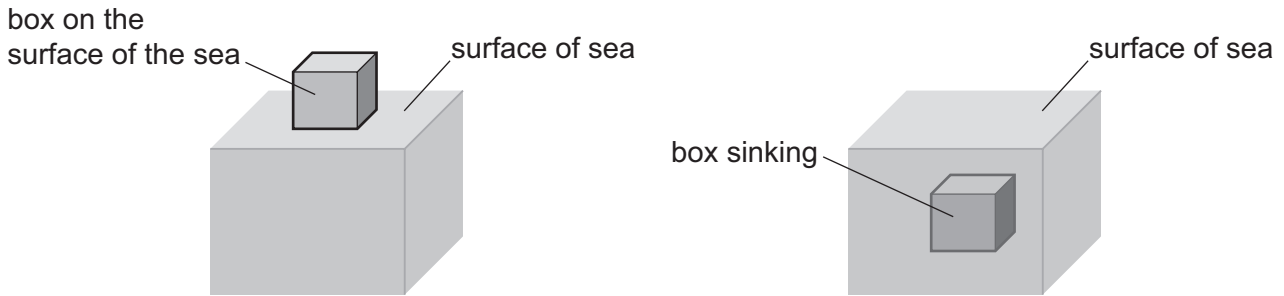 box on the
surface of the sea
surface of sea
surface of sea
box sinking